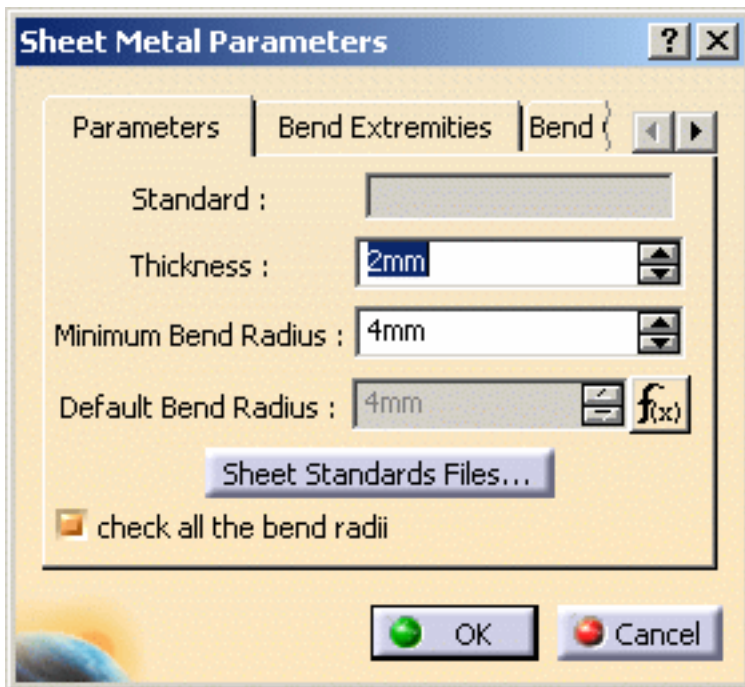 Sheet Metal Parameters ? X
Parameters Bend Extremities Bend
Standard :
Thickness : 2mm
Minimum Bend Radius : 4mm
Default Bend Radius : 4mm f(x)
Sheet Standards Files...
check all the bend radii
OK Cancel